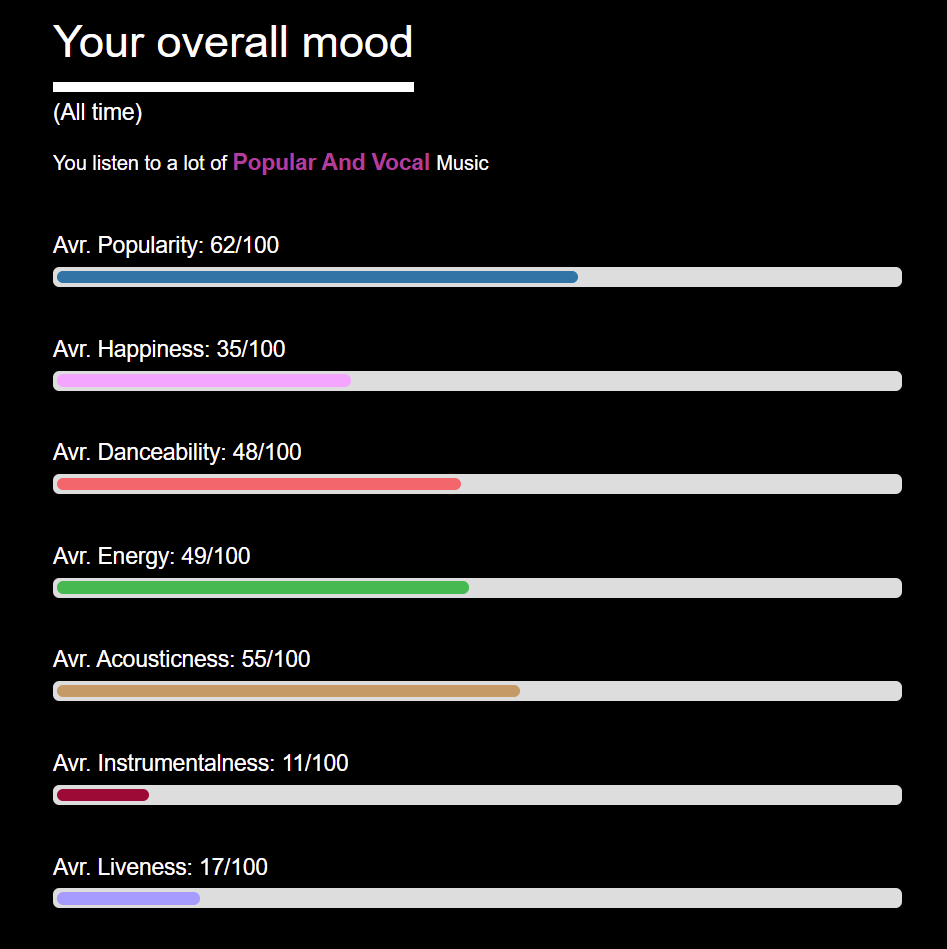 Your overall mood
(All time)
You listen to a lot of Popular And Vocal Music
Avr. Popularity: 62/100
Avr. Happiness: 35/100
Avr. Danceability: 48/100
Avr. Energy: 49/100
Avr. Acousticness: 55/100
Avr. Instrumentalness: 11/100
Avr. Liveness: 17/100